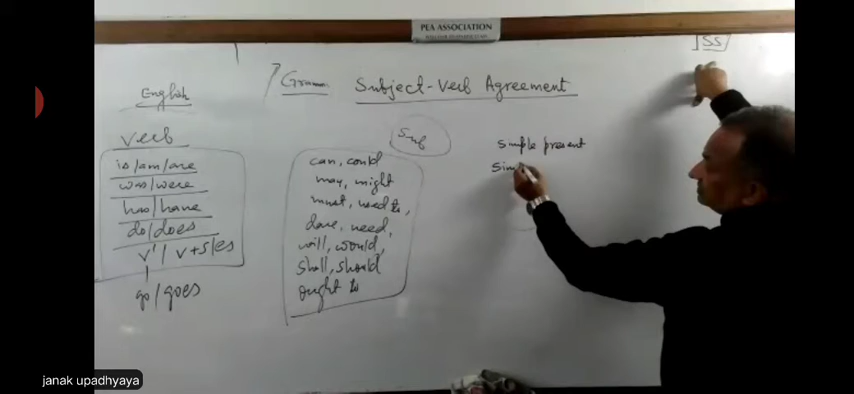 PEA ASSOCIATION
SS
English
Gramm
Subject-Verb Agreement
Verb
is/am/are
was/were
has/have
do/does
v'/ v+s/es
go/goes
Sub
can, could
may, might
must, used to,
dare, need,
will, would,
shall, should
ought to
Simple present
Sim
janak upadhyaya